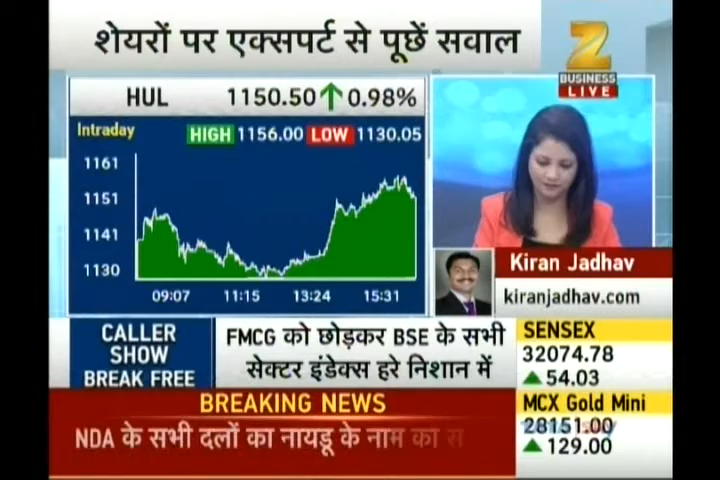 शेयरों पर एक्सपर्ट से पूछें सवाल
Z
BUSINESS
LIVE
HUL 1150.50 0.98%
Intraday HIGH 1156.00 LOW 1130.05
1161
1151
1141
1130
09:07 11:15 13:24 15:31
Kiran Jadhav
kiranjadhav.com
CALLER
SHOW
BREAK FREE
FMCG को छोड़कर BSE के सभी
सेक्टर इंडेक्स हरे निशान में
SENSEX
32074.78
54.03
MCX Gold Mini
28151.00
129.00
BREAKING NEWS
NDA के सभी दलों का नायडू के नाम का